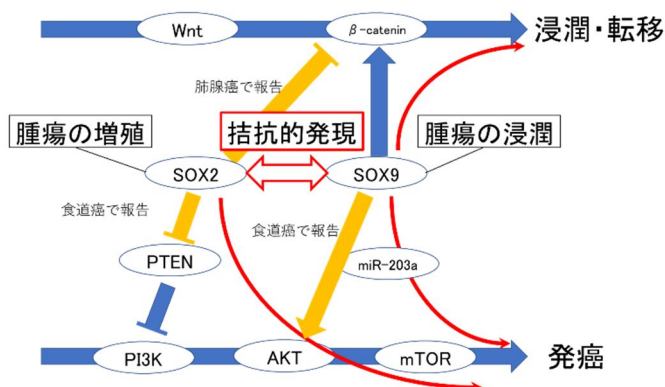 Wnt
β-catenin
浸潤・転移
肺腺癌で報告
腫瘍の増殖
拮抗的発現
腫瘍の浸潤
SOX2
SOX9
食道癌で報告
食道癌で報告
PTEN
miR-203a
PI3K
AKT
mTOR
発癌